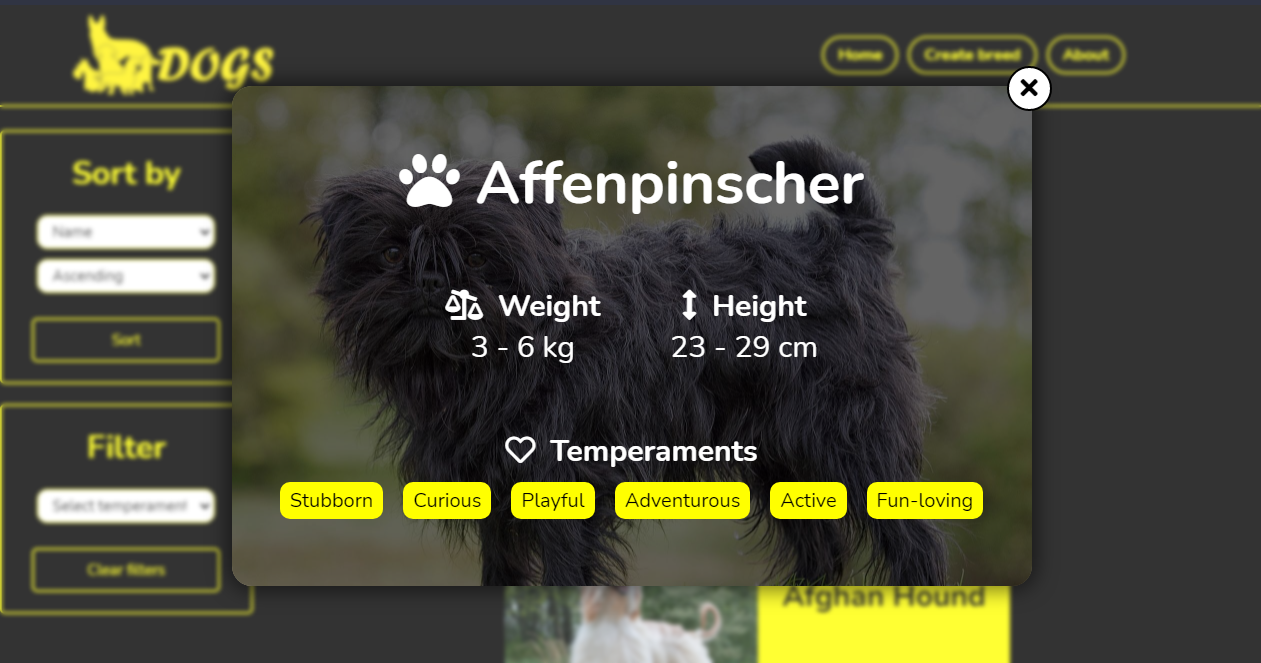 DOGS
Home Create breed About
Sort by
Name
Ascending
Sort
Filter
Select temperament
Clear filters
Affenpinscher
Weight Height
3 - 6 kg 23 - 29 cm
Temperaments
Stubborn Curious Playful Adventurous Active Fun-loving
Afghan Hound